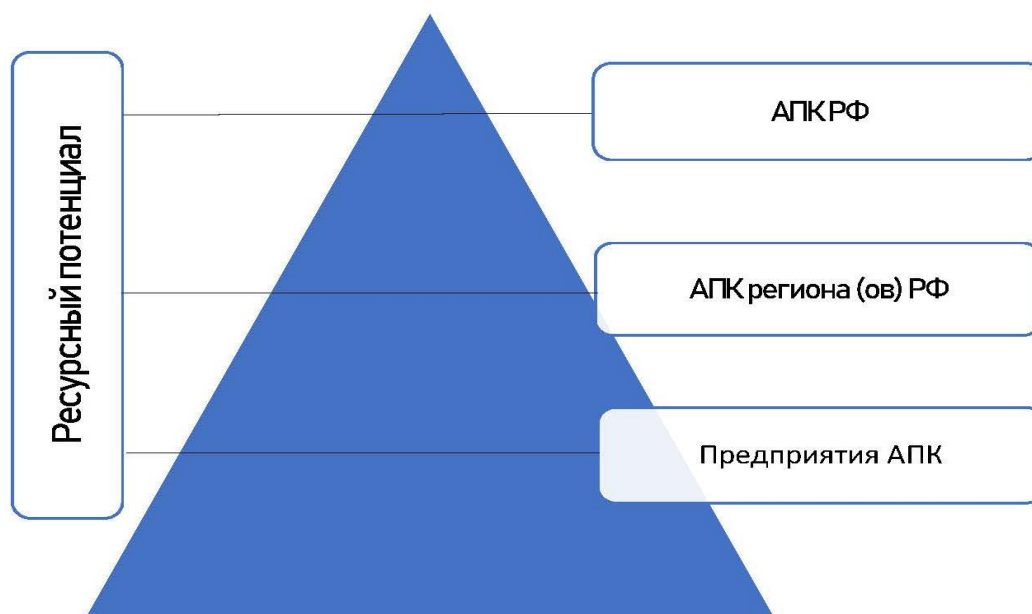 Ресурсный потенциал
АПК РФ
АПК региона (ов) РФ
Предприятия АПК